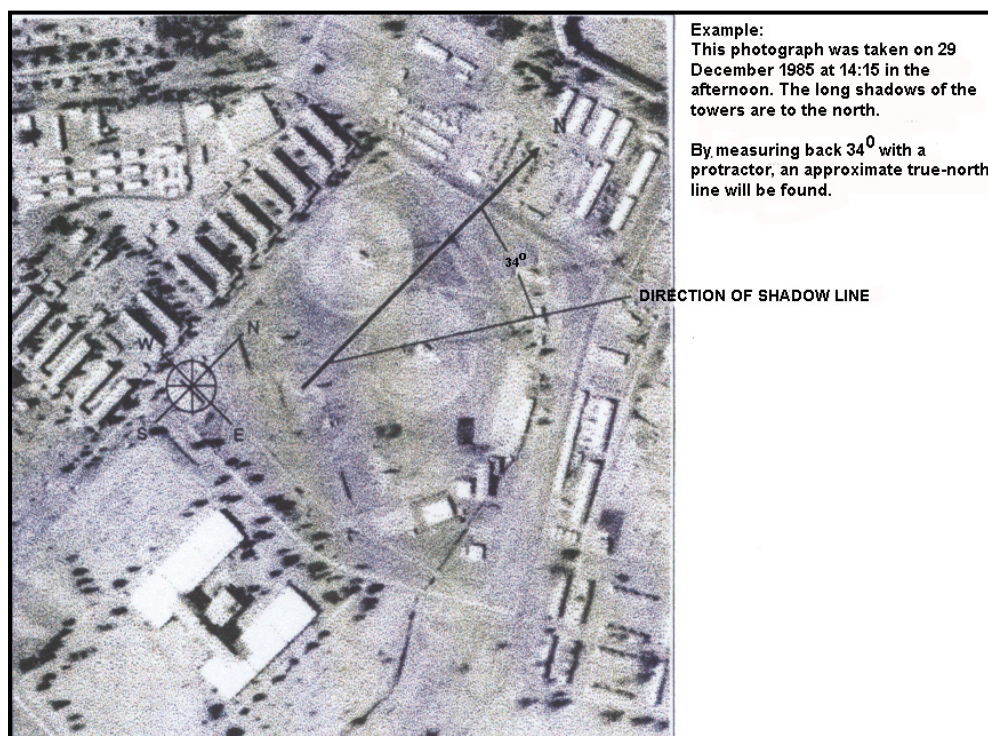 Example:
This photograph was taken on 29
December 1985 at 14:15 in the
afternoon. The long shadows of the
towers are to the north.
By measuring back 34⁰ with a
protractor, an approximate true-north
line will be found.
N
34⁰
DIRECTION OF SHADOW LINE
W
N
S
E